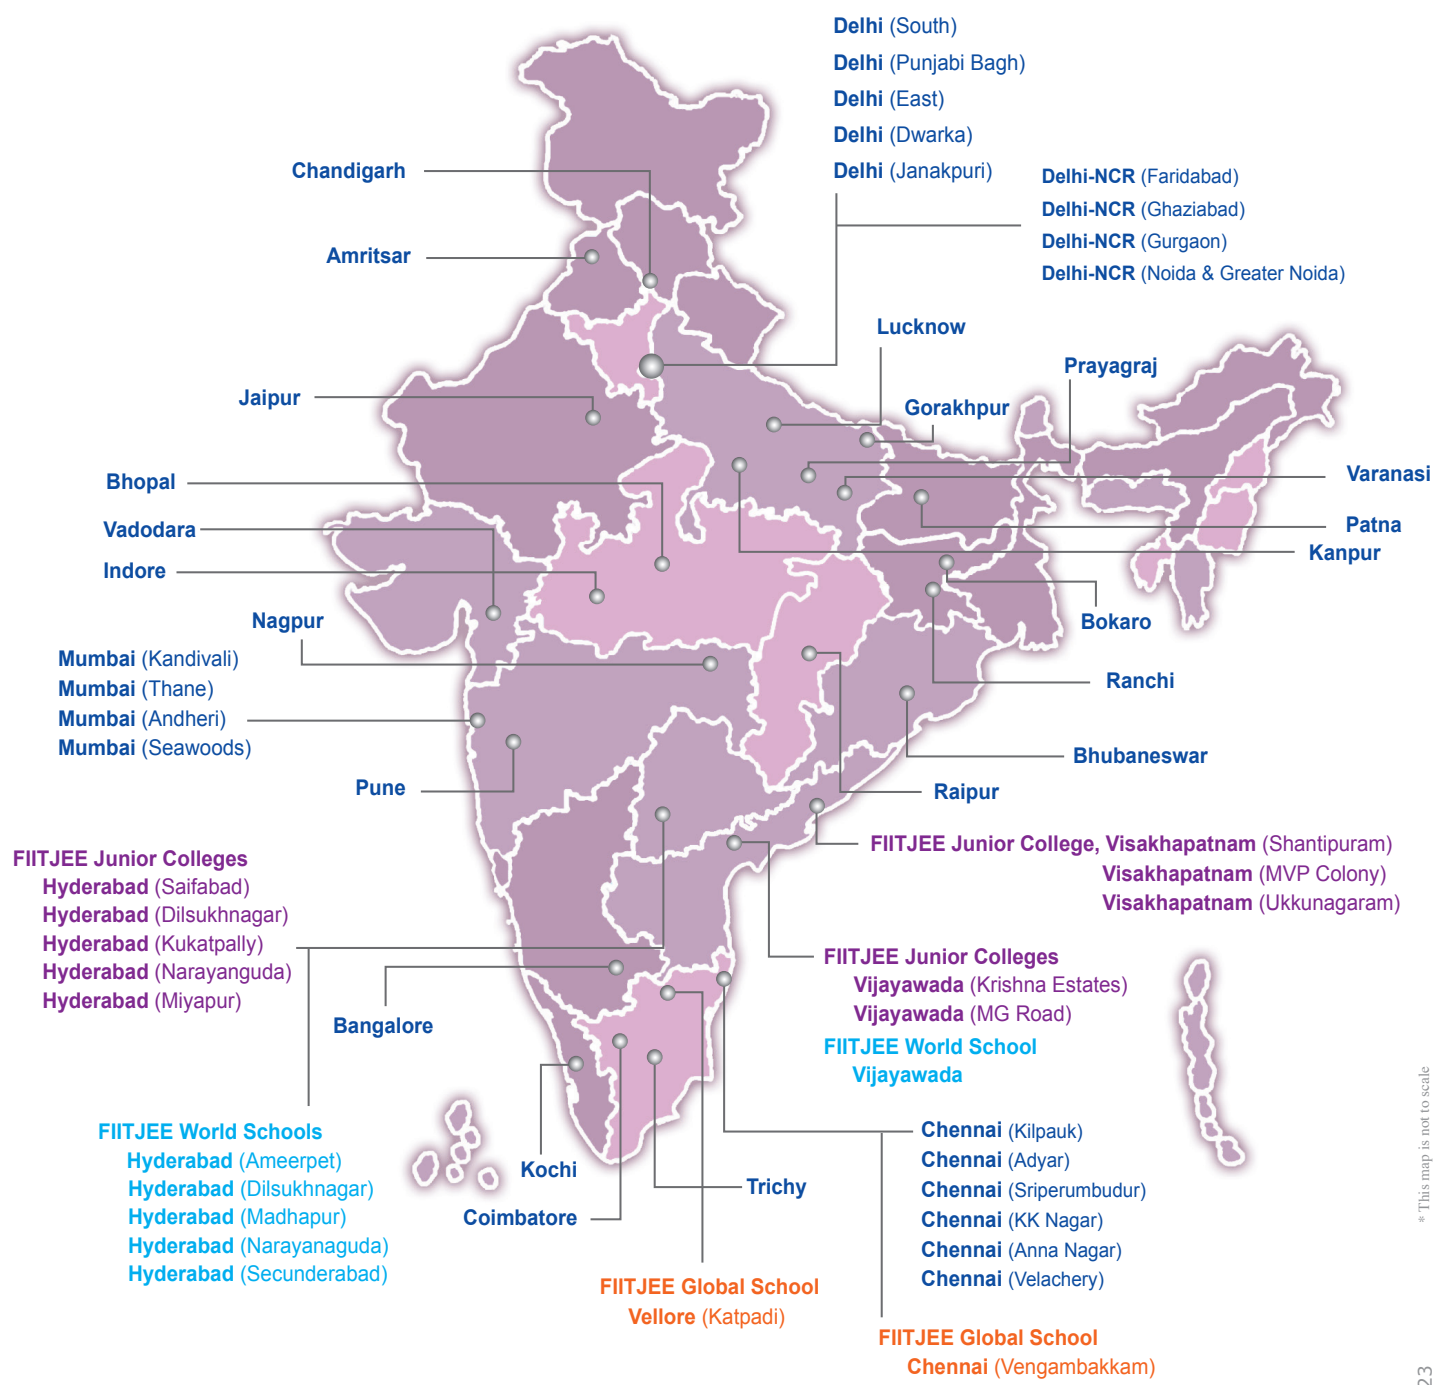 Delhi (South)
Delhi (Punjabi Bagh)
Delhi (East)
Delhi (Dwarka)
Delhi (Janakpuri)
Delhi-NCR (Faridabad)
Delhi-NCR (Ghaziabad)
Delhi-NCR (Gurgaon)
Delhi-NCR (Noida & Greater Noida)
Chandigarh
Amritsar
Lucknow
Prayagraj
Jaipur
Gorakhpur
Bhopal
Varanasi
Vadodara
Patna
Indore
Kanpur
Nagpur
Bokaro
Mumbai (Kandivali)
Mumbai (Thane)
Mumbai (Andheri)
Mumbai (Seawoods)
Ranchi
Bhubaneswar
Pune
Raipur
FIITJEE Junior Colleges
Hyderabad (Saifabad)
Hyderabad (Dilsukhnagar)
Hyderabad (Kukatpally)
Hyderabad (Narayanguda)
Hyderabad (Miyapur)
FIITJEE Junior College, Visakhapatnam (Shantipuram)
Visakhapatnam (MVP Colony)
Visakhapatnam (Ukkunagaram)
FIITJEE Junior Colleges
Vijayawada (Krishna Estates)
Vijayawada (MG Road)
FIITJEE World School
Vijayawada
Bangalore
FIITJEE World Schools
Hyderabad (Ameerpet)
Hyderabad (Dilsukhnagar)
Hyderabad (Madhapur)
Hyderabad (Narayanaguda)
Hyderabad (Secunderabad)
Kochi
Trichy
Coimbatore
Chennai (Kilpauk)
Chennai (Adyar)
Chennai (Sriperumbudur)
Chennai (KK Nagar)
Chennai (Anna Nagar)
Chennai (Velachery)
FIITJEE Global School
Vellore (Katpadi)
FIITJEE Global School
Chennai (Vengambakkam)
* This map is not to scale
23